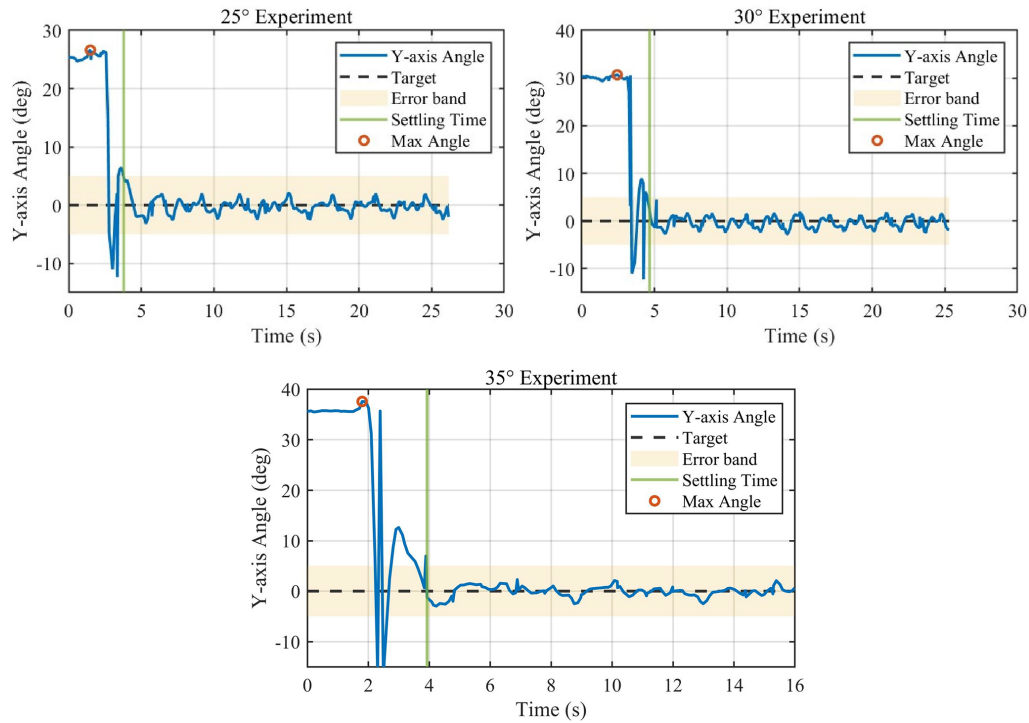 25° Experiment
30
20
10
0
-10
Y-axis Angle (deg)
0 5 10 15 20 25 30
Time (s)
Y-axis Angle
Target
Error band
Settling Time
Max Angle
30° Experiment
40
30
20
10
0
-10
Y-axis Angle (deg)
0 5 10 15 20 25 30
Time (s)
Y-axis Angle
Target
Error band
Settling Time
Max Angle
35° Experiment
40
30
20
10
0
-10
Y-axis Angle (deg)
0 2 4 6 8 10 12 14 16
Time (s)
Y-axis Angle
Target
Error band
Settling Time
Max Angle